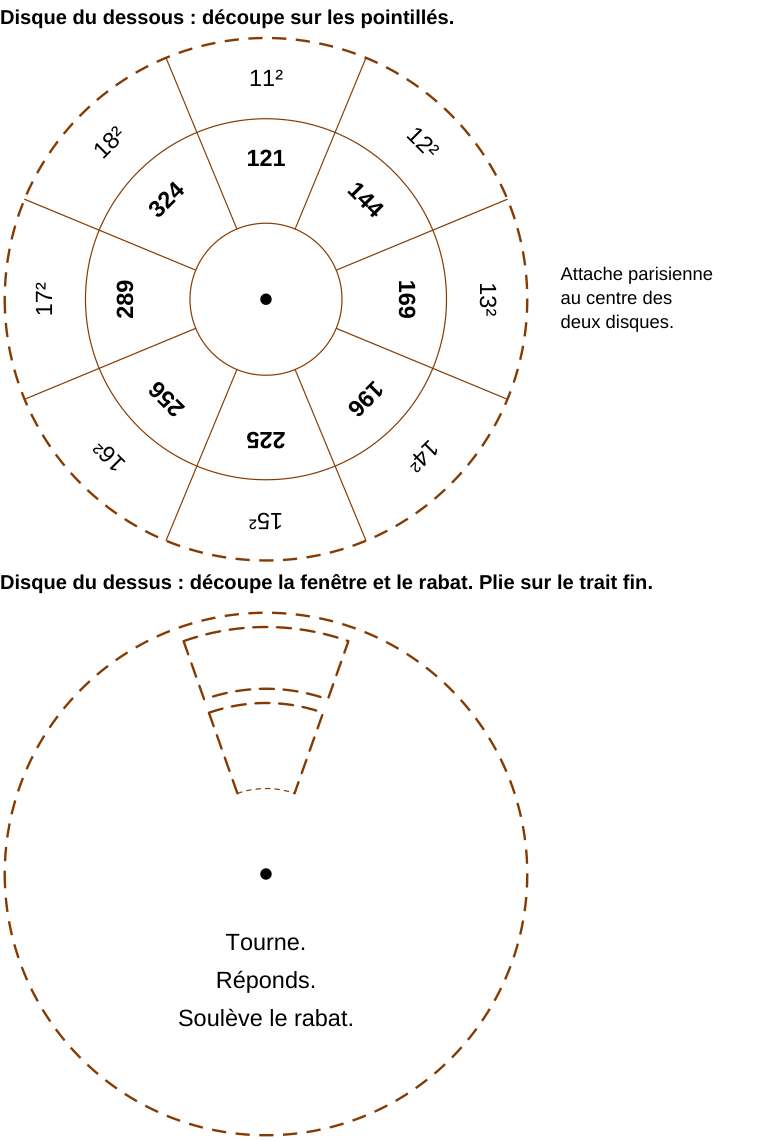 Disque du dessous : découpe sur les pointillés.
11²
12²
13²
14²
15²
16²
17²
18²
121
144
169
196
225
256
289
324
Attache parisienne
au centre des
deux disques.
Disque du dessus : découpe la fenêtre et le rabat. Plie sur le trait fin.
Tourne.
Réponds.
Soulève le rabat.